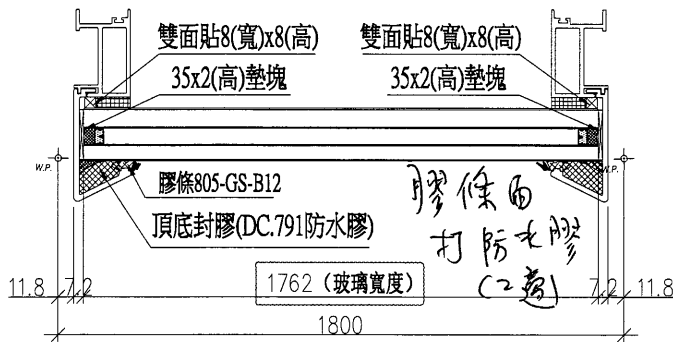 雙面貼8(寬)x8(高)
雙面貼8(寬)x8(高)
35x2(高)墊塊
35x2(高)墊塊
W.P.
W.P.
膠條805-GS-B12
頂底封膠(DC.791防水膠)
膠條面
打防水膠
11.8
7.2
1762 (玻璃寬度)
7.2
11.8
1800